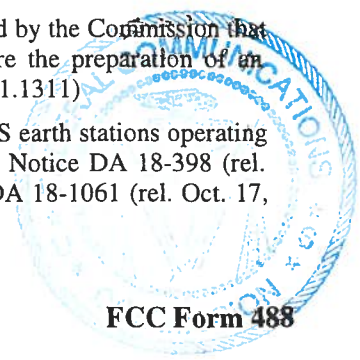 d by the Commission that
re the preparation of an
1.1311)
S earth stations operating
Notice DA 18-398 (rel.
DA 18-1061 (rel. Oct. 17,
COMMUNICATIONS
FCC Form 488